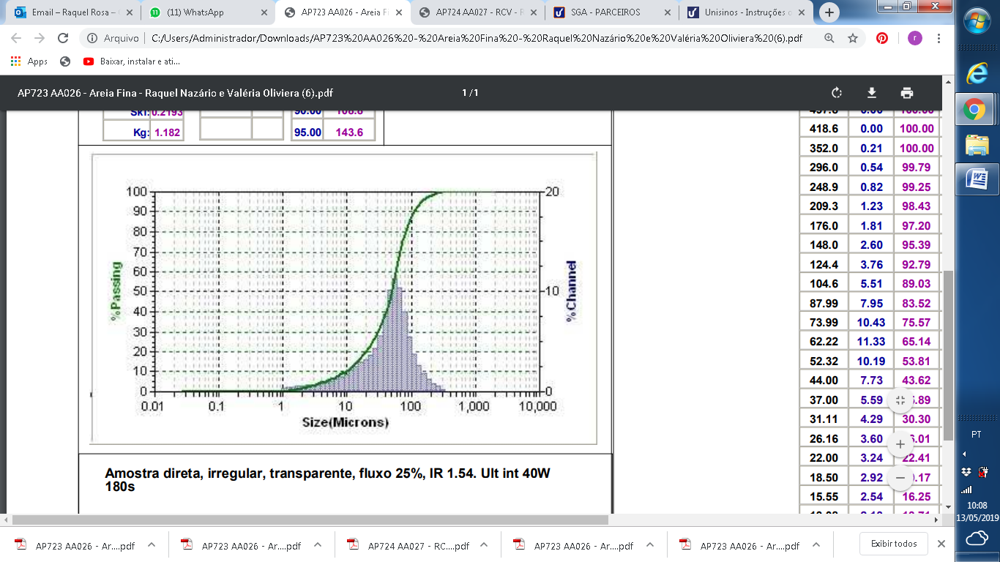 Email – Raquel Rosa –
(11) WhatsApp
AP723 AA026 - Areia Fi
AP724 AA027 - RCV - R
SGA - PARCEIROS
Unisinos - Instruções
Arquivo
C:/Users/Administrador/Downloads/AP723%20AA026%20-%20Areia%20Fina%20-%20Raquel%20Nazário%20e%20Valéria%20Oliviera%20(6).pdf
r
Apps
Baixar, instalar e ati...
AP723 AA026 - Areia Fina - Raquel Nazário e Valéria Oliviera (6).pdf
1 / 1
Kg: 1.182
95.00 143.6
%Passing
100
90
80
70
60
50
40
30
20
10
0
20
10
0
%Channel
0.01 0.1 1 10 100 1,000 10,000
Size(Microns)
Amostra direta, irregular, transparente, fluxo 25%, IR 1.54. Ult int 40W
180s
418.6 0.00 100.00
352.0 0.21 100.00
296.0 0.54 99.79
248.9 0.82 99.25
209.3 1.23 98.43
176.0 1.81 97.20
148.0 2.60 95.39
124.4 3.76 92.79
104.6 5.51 89.03
87.99 7.95 83.52
73.99 10.43 75.57
62.22 11.33 65.14
52.32 10.19 53.81
44.00 7.73 43.62
37.00 5.59
31.11 4.29 30.30
26.16 3.60
22.00 3.24 22.41
18.50 2.92
15.55 2.54 16.25
AP723 AA026 - Ar....pdf
AP723 AA026 - Ar....pdf
AP724 AA027 - RC....pdf
AP723 AA026 - Ar....pdf
AP723 AA026 - Ar....pdf
Exibir todos
PT
10:08
13/05/2019